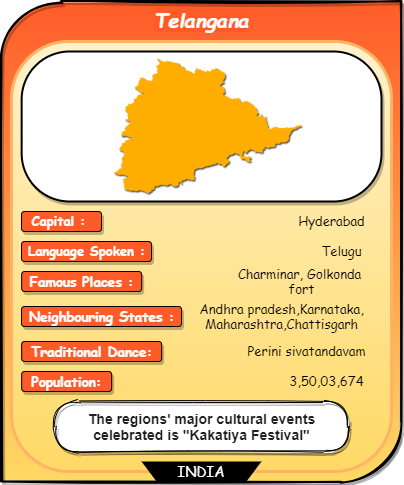 Telangana
Capital : Hyderabad
Language Spoken : Telugu
Famous Places : Charminar, Golkonda
fort
Neighbouring States : Andhra pradesh,Karnataka,
Maharashtra,Chattisgarh
Traditional Dance: Perini sivatandavam
Population: 3,50,03,674
The regions' major cultural events
celebrated is "Kakatiya Festival"
INDIA